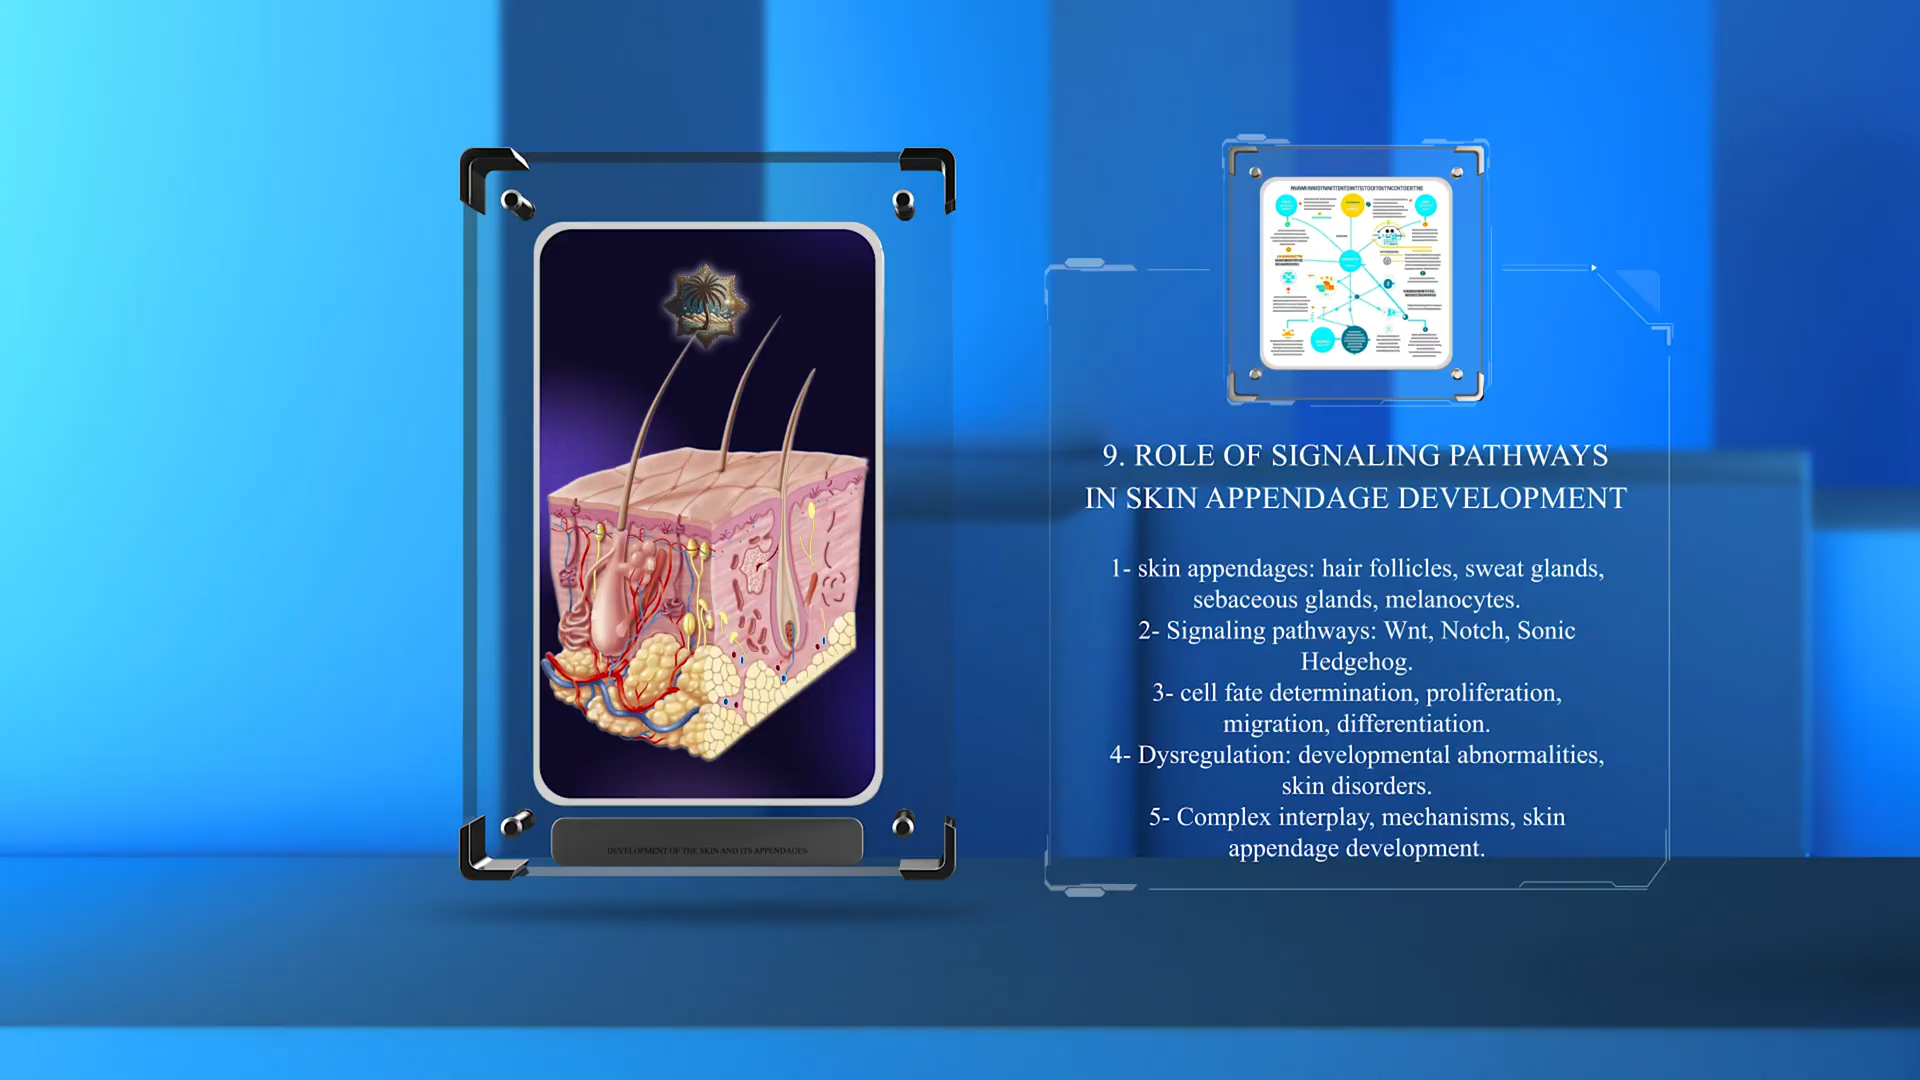 DEVELOPMENT OF THE SKIN AND ITS APPENDAGES
9. ROLE OF SIGNALING PATHWAYS
IN SKIN APPENDAGE DEVELOPMENT
1- skin appendages: hair follicles, sweat glands,
sebaceous glands, melanocytes.
2- Signaling pathways: Wnt, Notch, Sonic
Hedgehog.
3- cell fate determination, proliferation,
migration, differentiation.
4- Dysregulation: developmental abnormalities,
skin disorders.
5- Complex interplay, mechanisms, skin
appendage development.